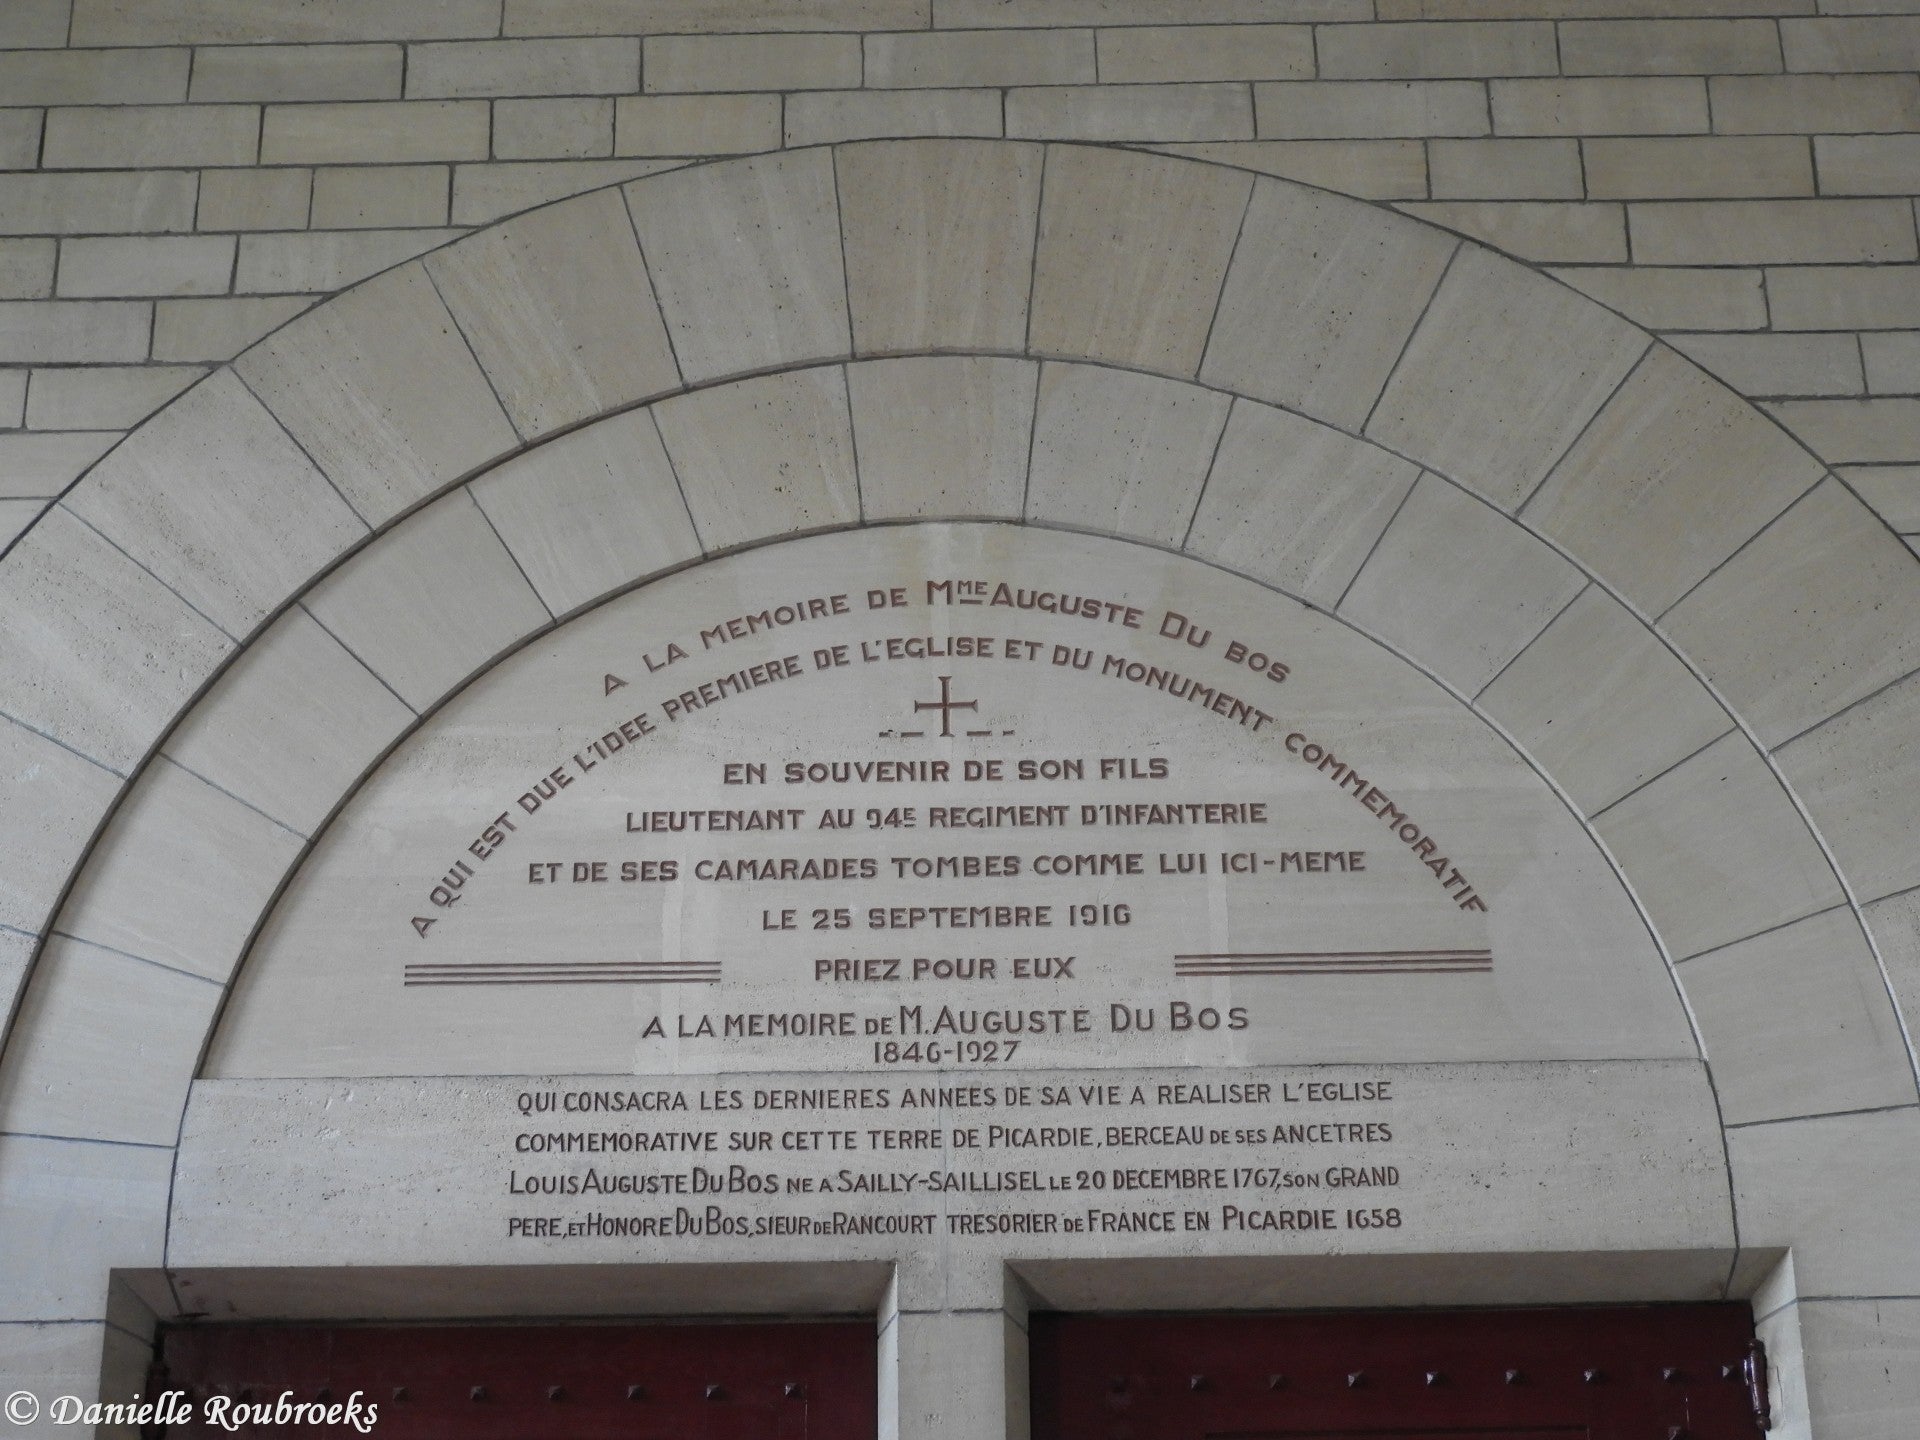 A LA MEMOIRE DE MME AUGUSTE DU BOS
A QUI EST DUE L'IDEE PREMIERE DE L'EGLISE ET DU MONUMENT COMMEMORATIF
EN SOUVENIR DE SON FILS
LIEUTENANT AU 94E REGIMENT D'INFANTERIE
ET DE SES CAMARADES TOMBES COMME LUI ICI-MEME
LE 25 SEPTEMBRE 1916
PRIEZ POUR EUX
A LA MEMOIRE DE M. AUGUSTE DU BOS
1846-1927
QUI CONSACRA LES DERNIERES ANNEES DE SA VIE A REALISER L'EGLISE
COMMEMORATIVE SUR CETTE TERRE DE PICARDIE, BERCEAU DE SES ANCETRES
LOUIS AUGUSTE DU BOS NE A SAILLY-SAILLISEL LE 20 DECEMBRE 1767, SON GRAND
PERE, ET HONORE DU BOS, SIEUR DE RANCOURT TRESORIER DE FRANCE EN PICARDIE 1658
© Danielle Roubroeks